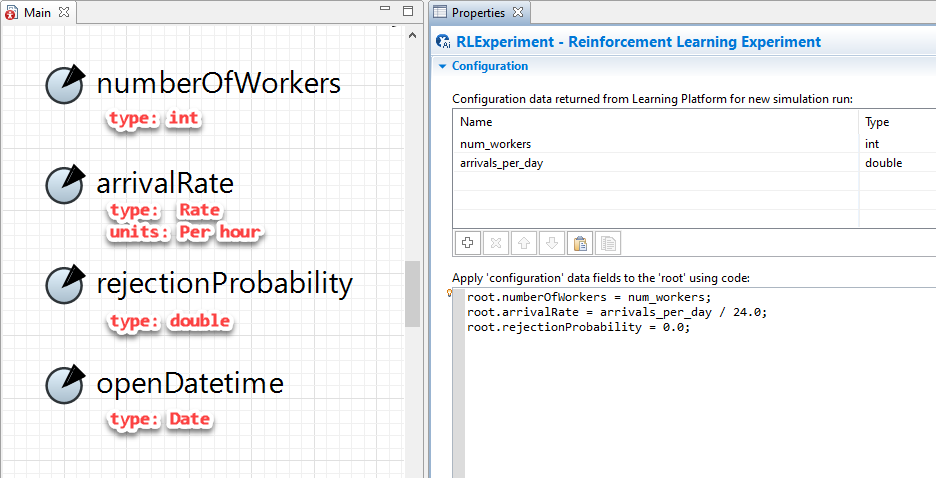 Main
numberOfWorkers
type: int
arrivalRate
type: Rate
units: Per hour
rejectionProbability
type: double
openDatetime
type: Date
Properties
RLExperiment - Reinforcement Learning Experiment
Configuration
Configuration data returned from Learning Platform for new simulation run:
Name Type
num_workers int
arrivals_per_day double
Apply 'configuration' data fields to the 'root' using code:
root.numberOfWorkers = num_workers;
root.arrivalRate = arrivals_per_day / 24.0;
root.rejectionProbability = 0.0;